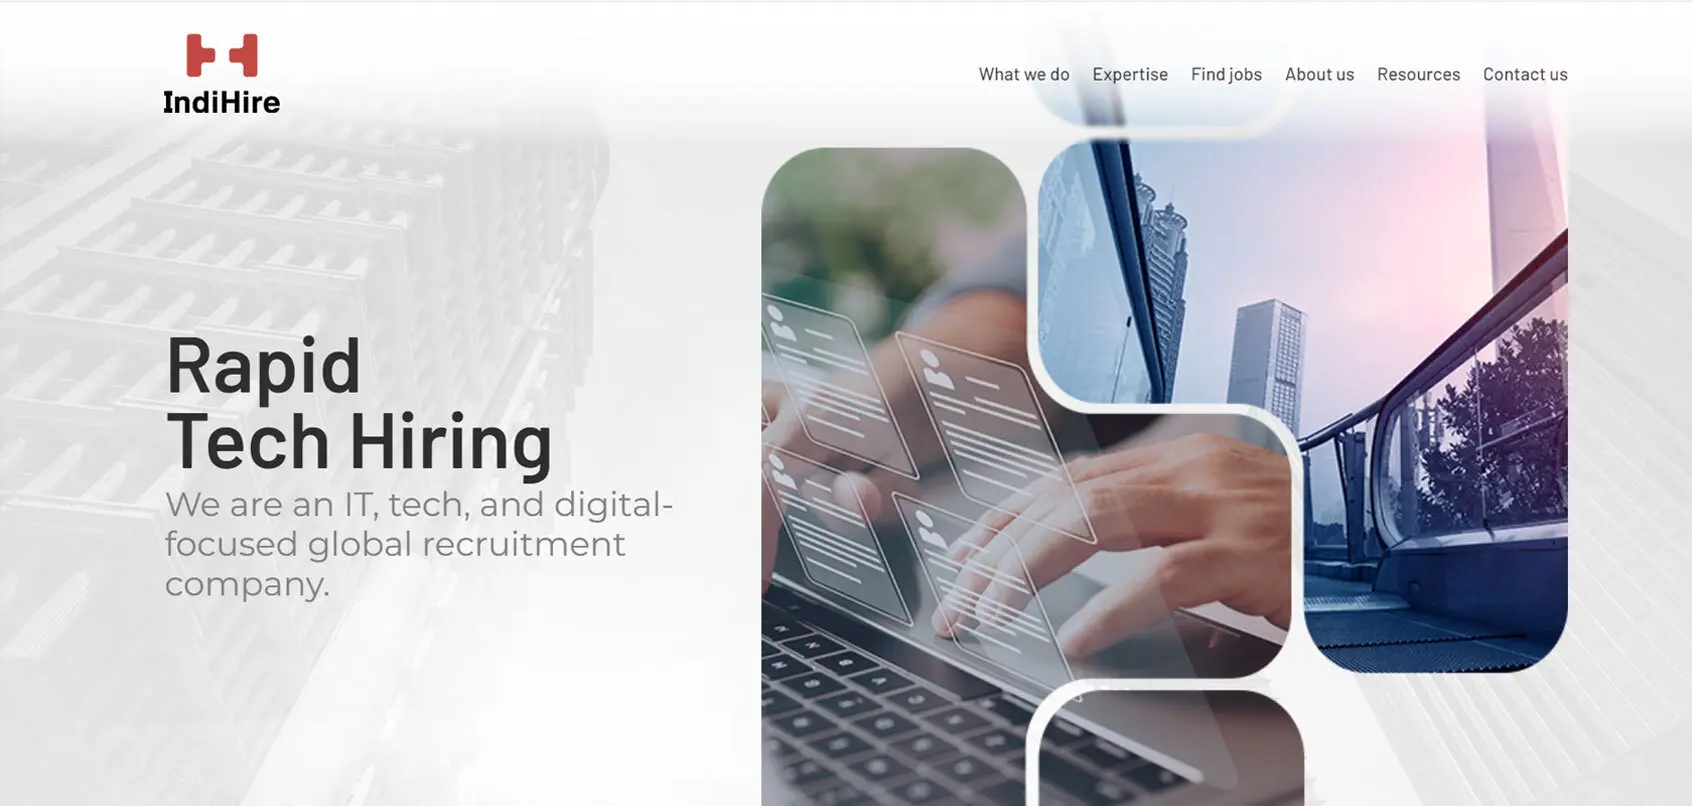 IndiHire
What we do
Expertise
Find jobs
About us
Resources
Contact us
Rapid
Tech Hiring
We are an IT, tech, and digital-
focused global recruitment
company.